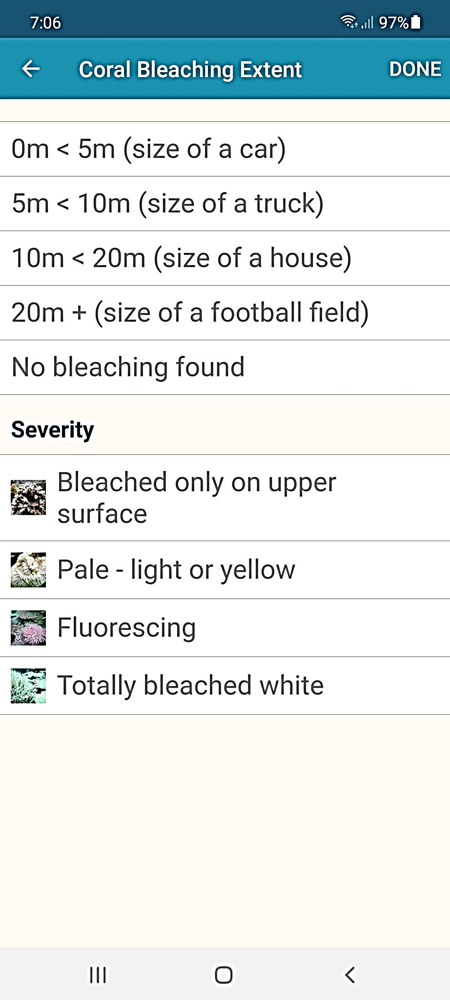 7:06 97%
Coral Bleaching Extent DONE
0m < 5m (size of a car)
5m < 10m (size of a truck)
10m < 20m (size of a house)
20m + (size of a football field)
No bleaching found
Severity
Bleached only on upper
surface
Pale - light or yellow
Fluorescing
Totally bleached white